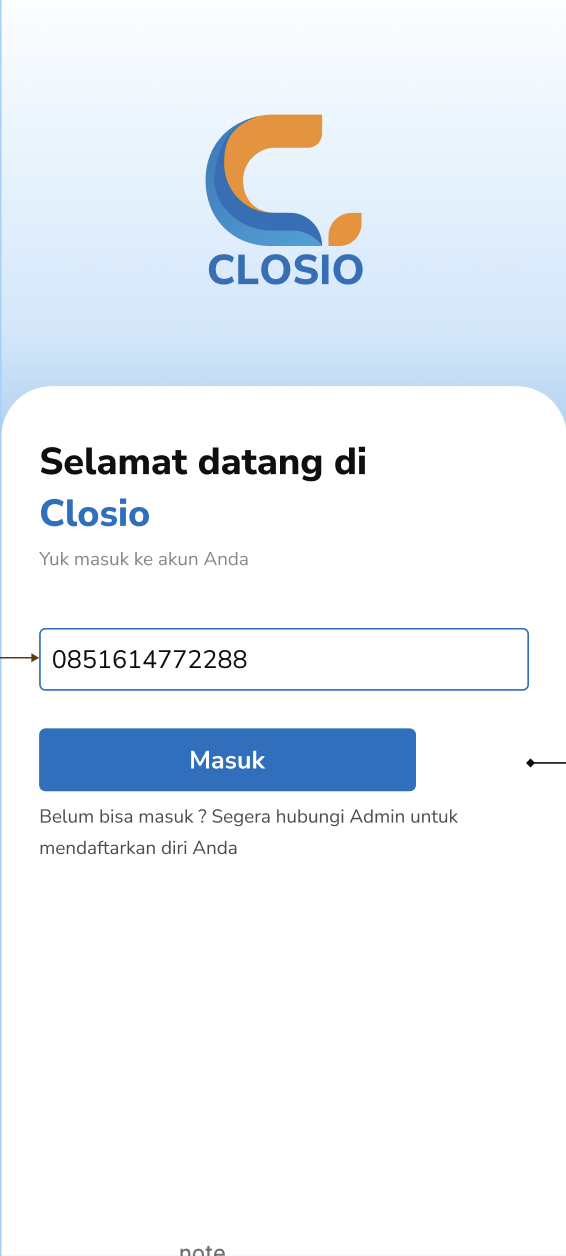 CLOSIO
Selamat datang di
Closio
Yuk masuk ke akun Anda
0851614772288
Masuk
Belum bisa masuk ? Segera hubungi Admin untuk
mendaftarkan diri Anda
note